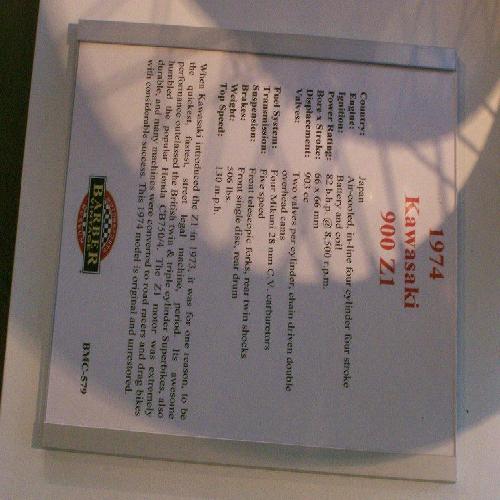 1974
Kawasaki
900 Z1
Country: Japan
Engine: Air cooled, in-line four cylinder four stroke
Ignition: Battery and coil
Power Rating: 82 b.h.p. @ 8,500 r.p.m.
Bore x Stroke: 66 x 66 mm
Displacement: 903 cc
Valves: Two valves per cylinder, chain driven double
overhead cams
Fuel System: Four Mikuni 28 mm C.V. carburetors
Transmission: Five speed
Suspension: Front telescopic forks, rear twin shocks
Brakes: Front single disc, rear drum
Weight: 506 lbs.
Top Speed: 130 m.p.h.
When Kawasaki introduced the Z1 in 1973, it was for one reason, to be
the quickest, fastest, street legal machine, period. Its awesome
performance outclassed the British twin & triple cylinder Superbikes, also
humbled the popular Honda CB750/4. The Z1 motor was extremely
durable, and many machines were converted to road racers and drag bikes
with considerable success. This 1974 model is original and unrestored.
BARBER
BMC-579